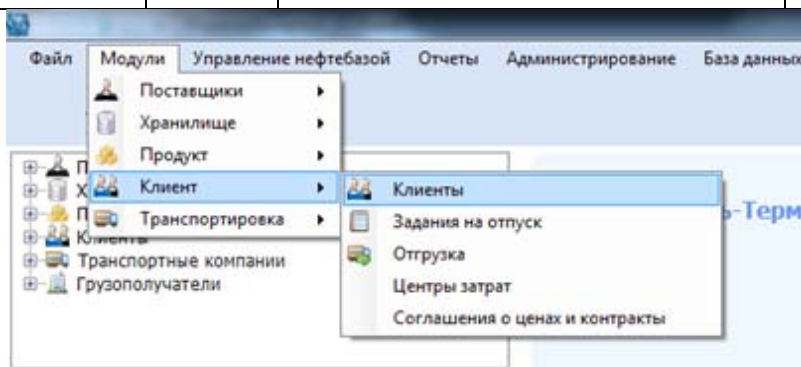 Файл Модули Управление нефтебазой Отчеты Администрирование База данных
Поставщики
Хранилище
Продукт
Клиент
Транспортировка
Клиенты
Задания на отпуск
Отгрузка
Центры затрат
Соглашения о ценах и контракты
П
Х
П
Клиенты
Транспортные компании
Грузополучатели
ь-Терм